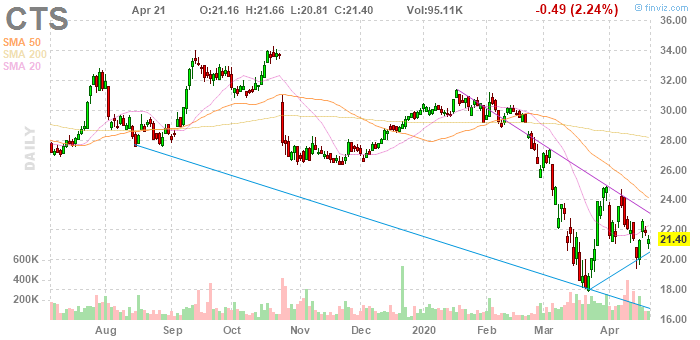 CTS
Apr 21 O:21.16 H:21.66 L:20.81 C:21.40 Vol:95.11K -0.49 (2.24%)
© finviz.com
SMA 50
SMA 200
SMA 20
DAILY
36.00
34.00
32.00
30.00
28.00
26.00
24.00
22.00
21.40
20.00
18.00
16.00
600K
400K
200K
Aug Sep Oct Nov Dec 2020 Feb Mar Apr